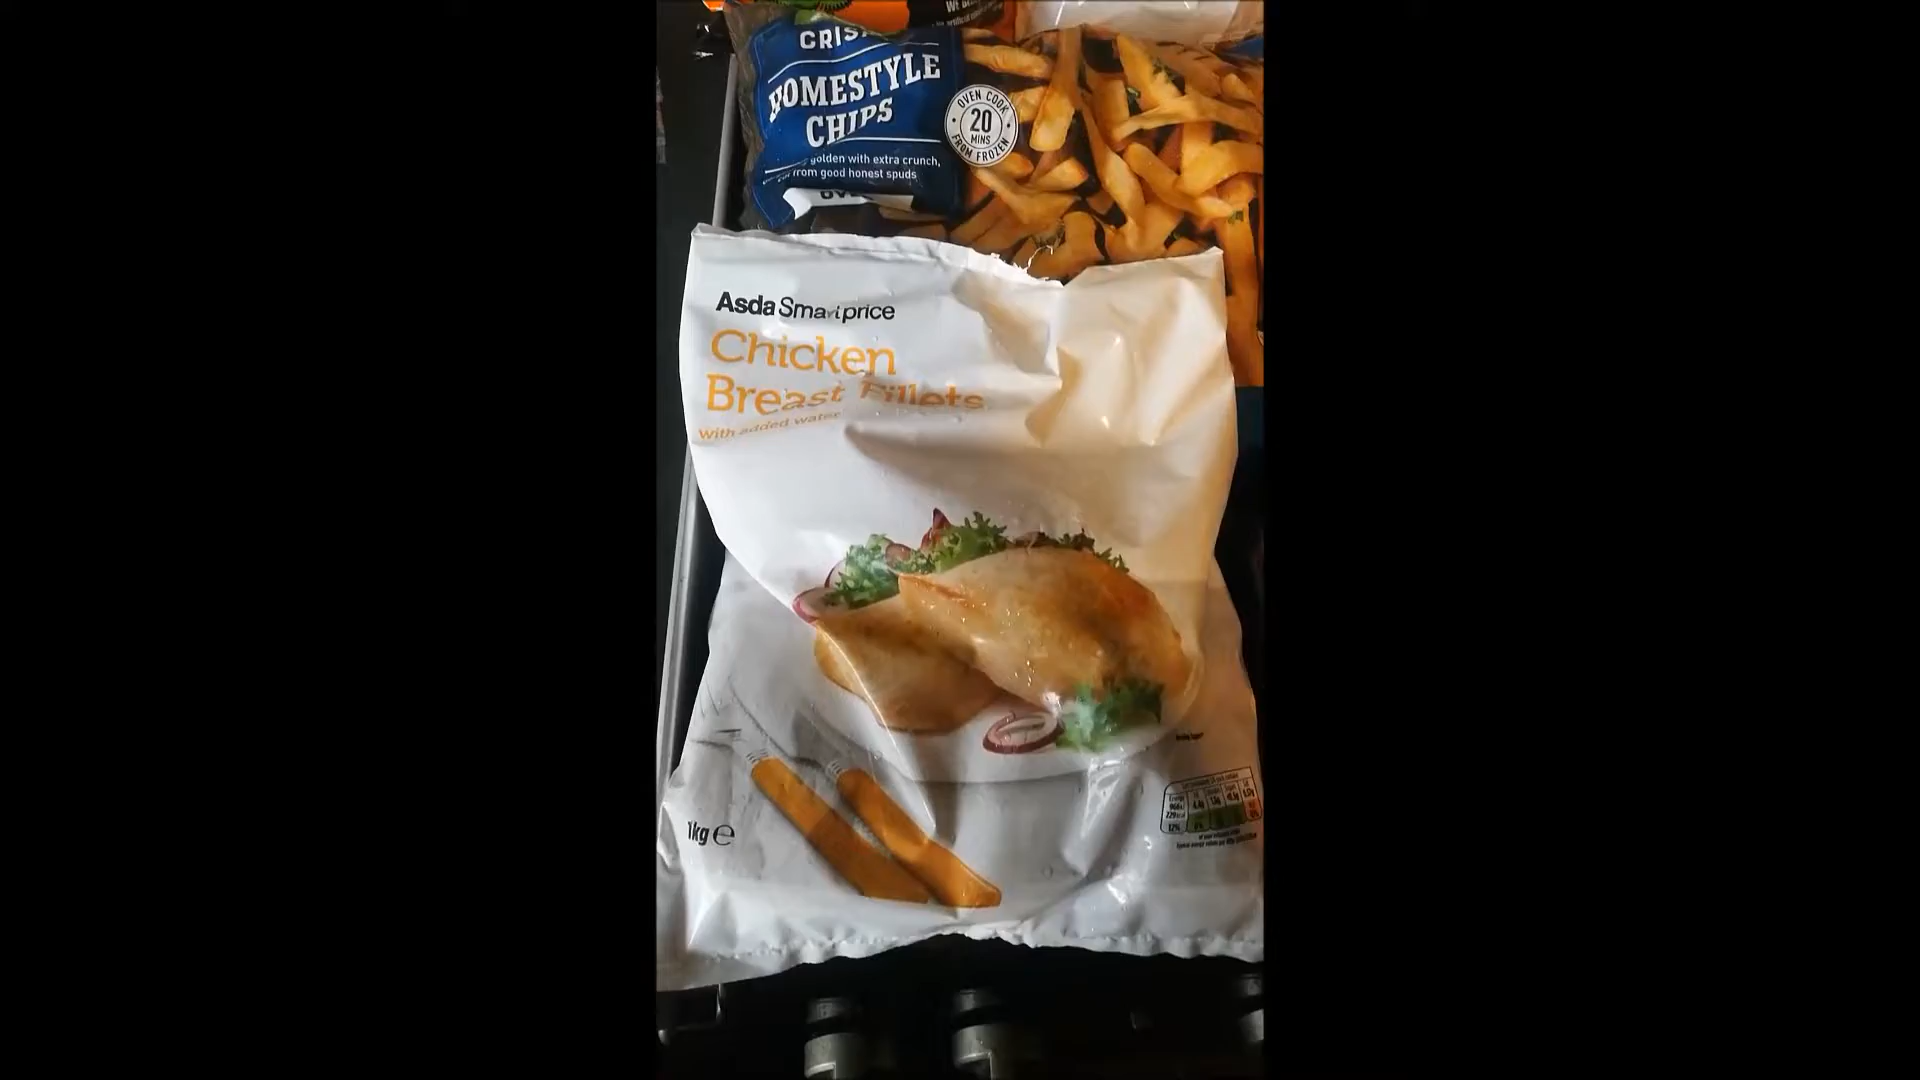 CRIS
HOMESTYLE
CHIPS
golden with extra crunch,
from good honest spuds
OVEN COOK
20
MINS
FROM FROZEN
Asda Smartprice
Chicken
Breast Fillets
With added water
1kg e